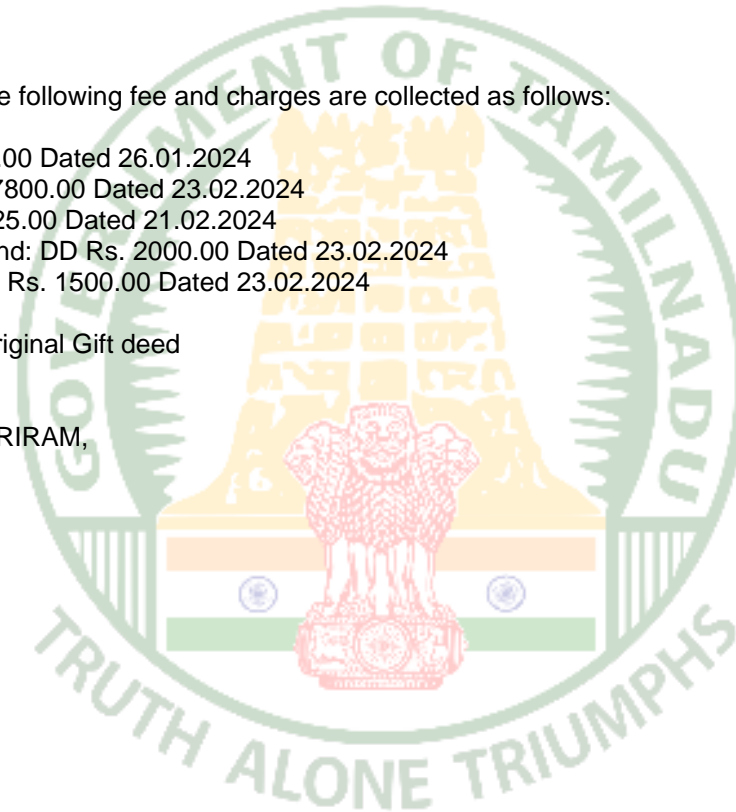 e following fee and charges are collected as follows:
.00 Dated 26.01.2024
7800.00 Dated 23.02.2024
25.00 Dated 21.02.2024
nd: DD Rs. 2000.00 Dated 23.02.2024
Rs. 1500.00 Dated 23.02.2024
riginal Gift deed
RIRAM,
GOVERNMENT OF TAMILNADU
TRUTH ALONE TRIUMPHS